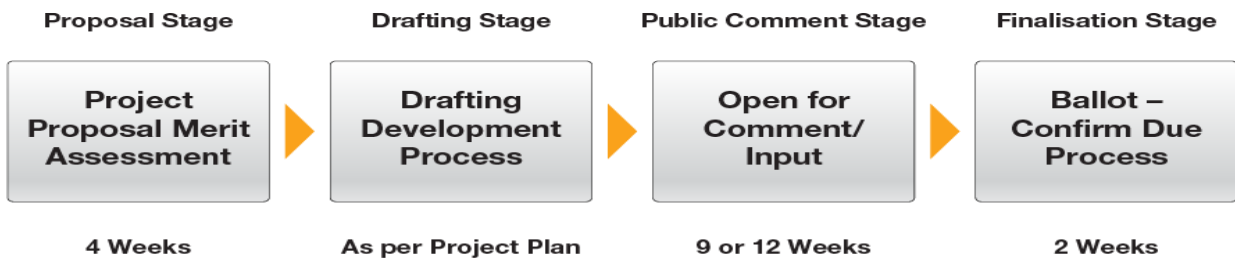 Proposal Stage
Drafting Stage
Public Comment Stage
Finalisation Stage
Project
Proposal Merit
Assessment
Drafting
Development
Process
Open for
Comment/
Input
Ballot –
Confirm Due
Process
4 Weeks
As per Project Plan
9 or 12 Weeks
2 Weeks